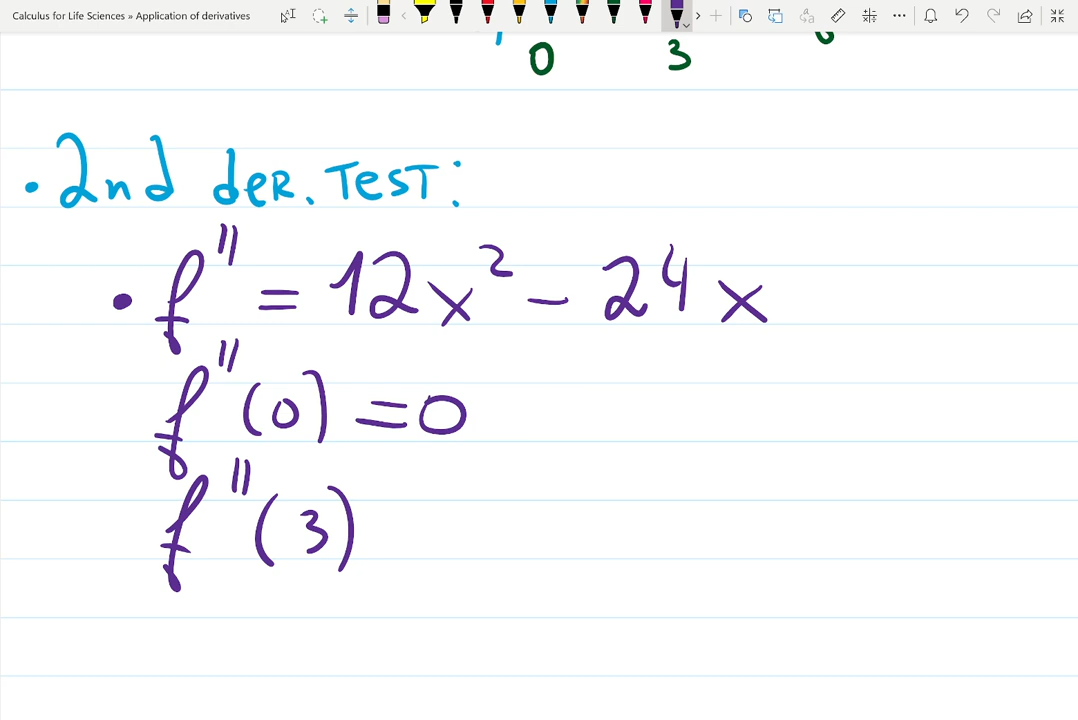 Calculus for Life Sciences » Application of derivatives
0 3
• 2nd der. Test:
• f'' = 12x² - 24x
f''(0) = 0
f''(3)